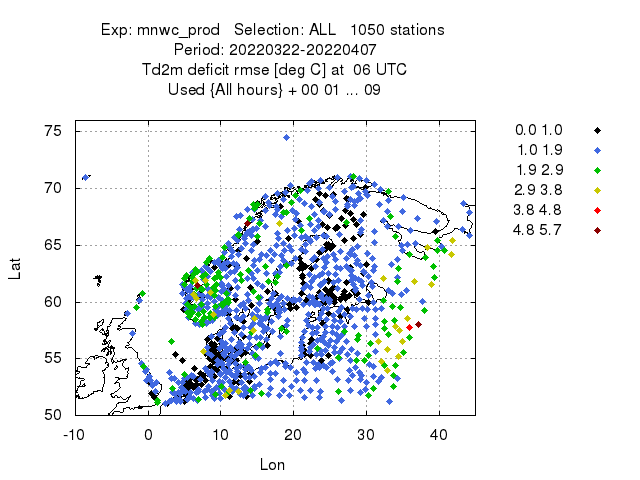 Exp: mnwc_prod Selection: ALL 1050 stations
Period: 20220322-20220407
Td2m deficit rmse [deg C] at 06 UTC
Used {All hours} + 00 01 ... 09
0.0 1.0
1.0 1.9
1.9 2.9
2.9 3.8
3.8 4.8
4.8 5.7
75
70
65
60
55
50
Lat
-10 0 10 20 30 40
Lon